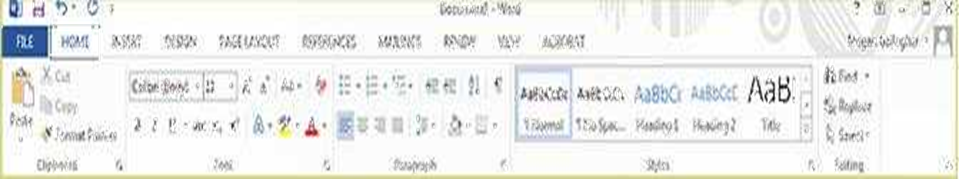 Document1 - Word
FILE HOME INSERT DESIGN PAGE LAYOUT REFERENCES MAILINGS REVIEW VIEW ACROBAT
Cut
Copy
Paste
Format Painter
Calibri (Body)
AaBbCcDc AaBbCcDc AaBbCc AaBbCcC AaB
¶ Normal ¶ No Spac... Heading 1 Heading 2 Title
Find
Replace
Select
Clipboard Font Paragraph Styles Editing